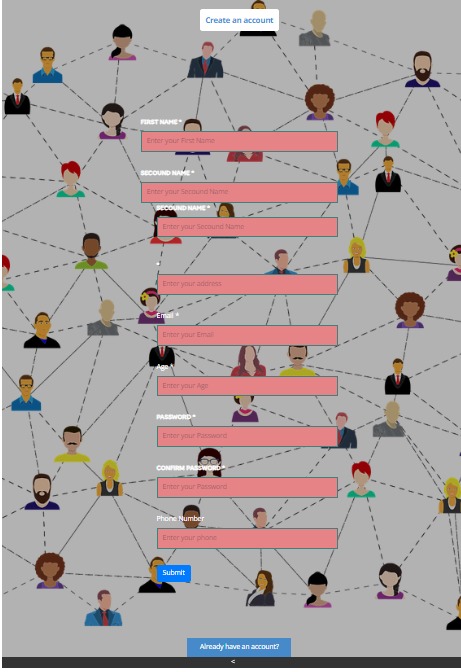 Create an account
FIRST NAME *
Enter your First Name
SECOUND NAME *
Enter your Secound Name
SECOUND NAME *
Enter your Secound Name
*
Enter your address
Email *
Enter your Email
Age *
Enter your Age
PASSWORD *
Enter your Password
CONFIRM PASSWORD *
Enter your Password
Phone Number
Enter your phone
Submit
Already have an account?
<